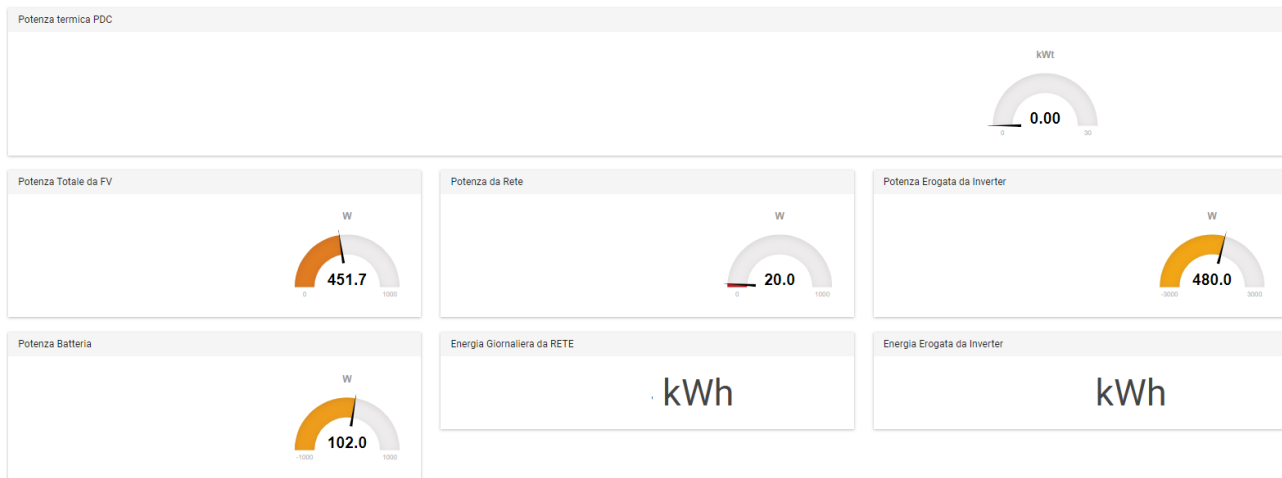 Potenza termica PDC
kWt
0.00
0 30
Potenza Totale da FV
W
451.7
0 1000
Potenza da Rete
W
20.0
0 1000
Potenza Erogata da Inverter
W
480.0
-3000 3000
Potenza Batteria
W
102.0
-1000 1000
Energia Giornaliera da RETE
kWh
Energia Erogata da Inverter
kWh